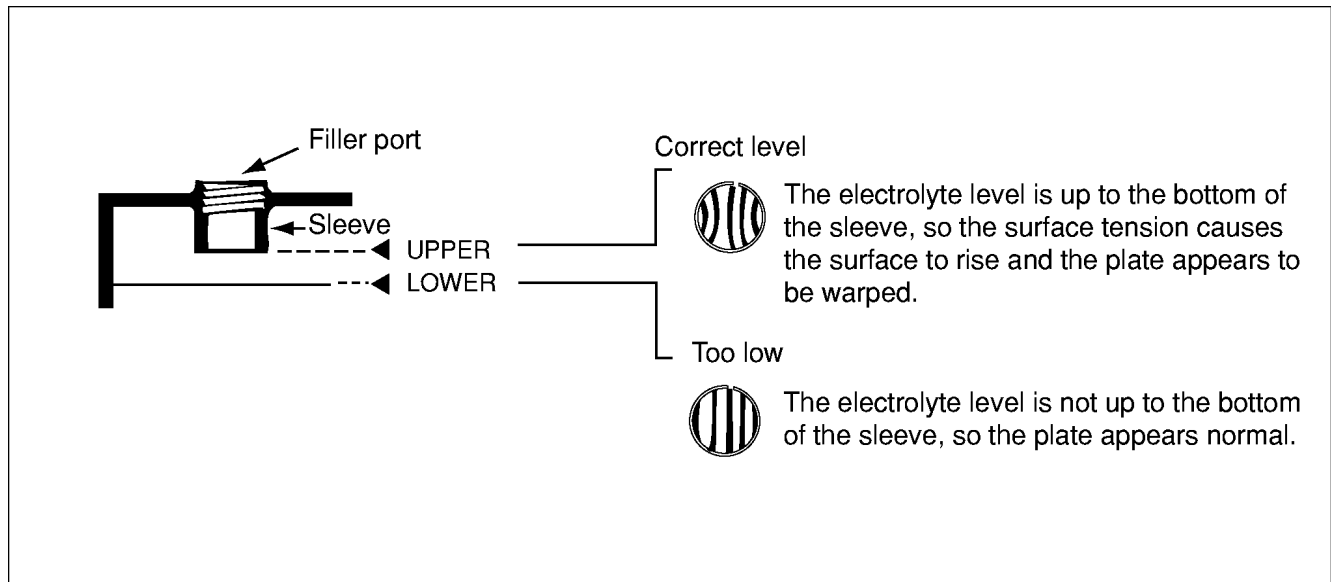 Filler port
Sleeve
UPPER
LOWER
Correct level
The electrolyte level is up to the bottom of
the sleeve, so the surface tension causes
the surface to rise and the plate appears to
be warped.
Too low
The electrolyte level is not up to the bottom
of the sleeve, so the plate appears normal.